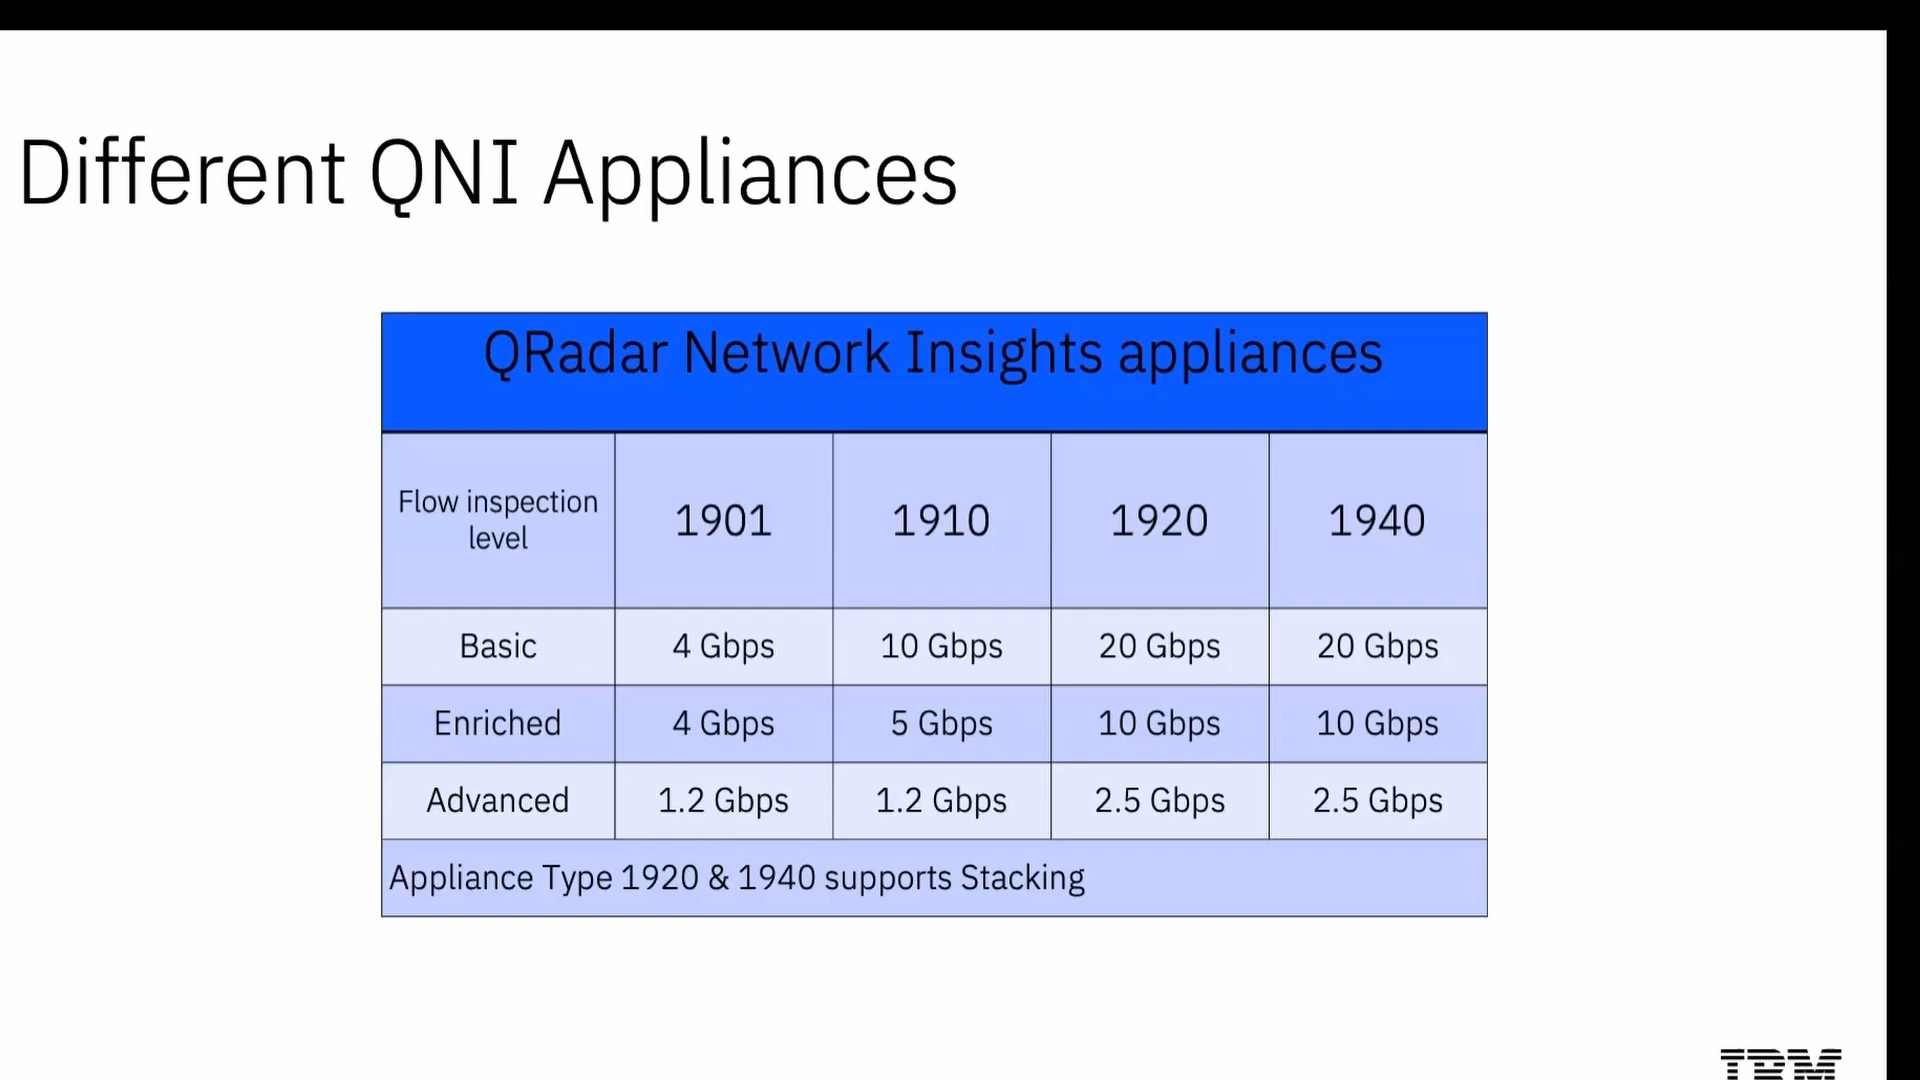 Different QNI Appliances
QRadar Network Insights appliances
Flow inspection
level
1901
1910
1920
1940
Basic
4 Gbps
10 Gbps
20 Gbps
20 Gbps
Enriched
4 Gbps
5 Gbps
10 Gbps
10 Gbps
Advanced
1.2 Gbps
1.2 Gbps
2.5 Gbps
2.5 Gbps
Appliance Type 1920 & 1940 supports Stacking
IBM